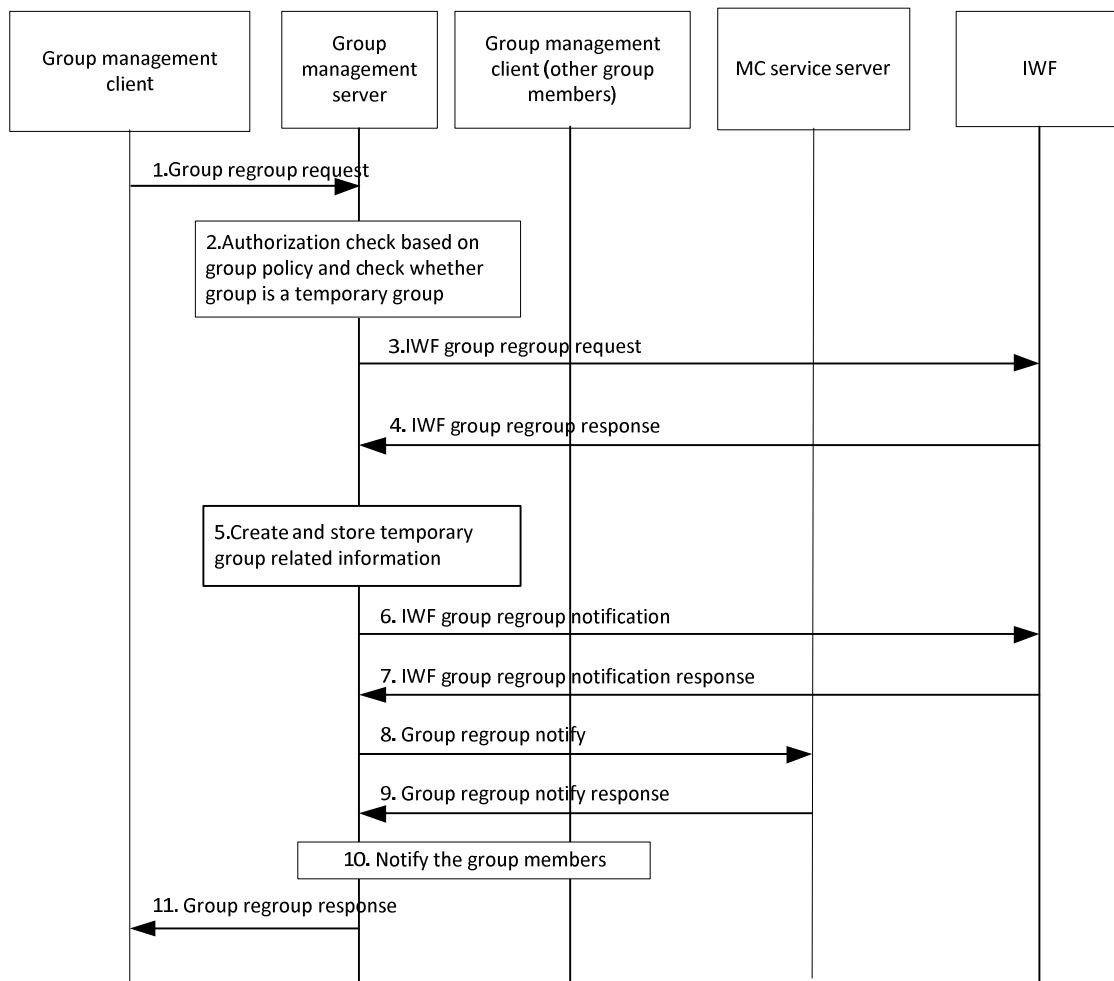 Group management
client
Group
management
server
Group management
client (other group
members)
MC service server
IWF
1.Group regroup request
2.Authorization check based on
group policy and check whether
group is a temporary group
3.IWF group regroup request
4. IWF group regroup response
5.Create and store temporary
group related information
6. IWF group regroup notification
7. IWF group regroup notification response
8. Group regroup notify
9. Group regroup notify response
10. Notify the group members
11. Group regroup response